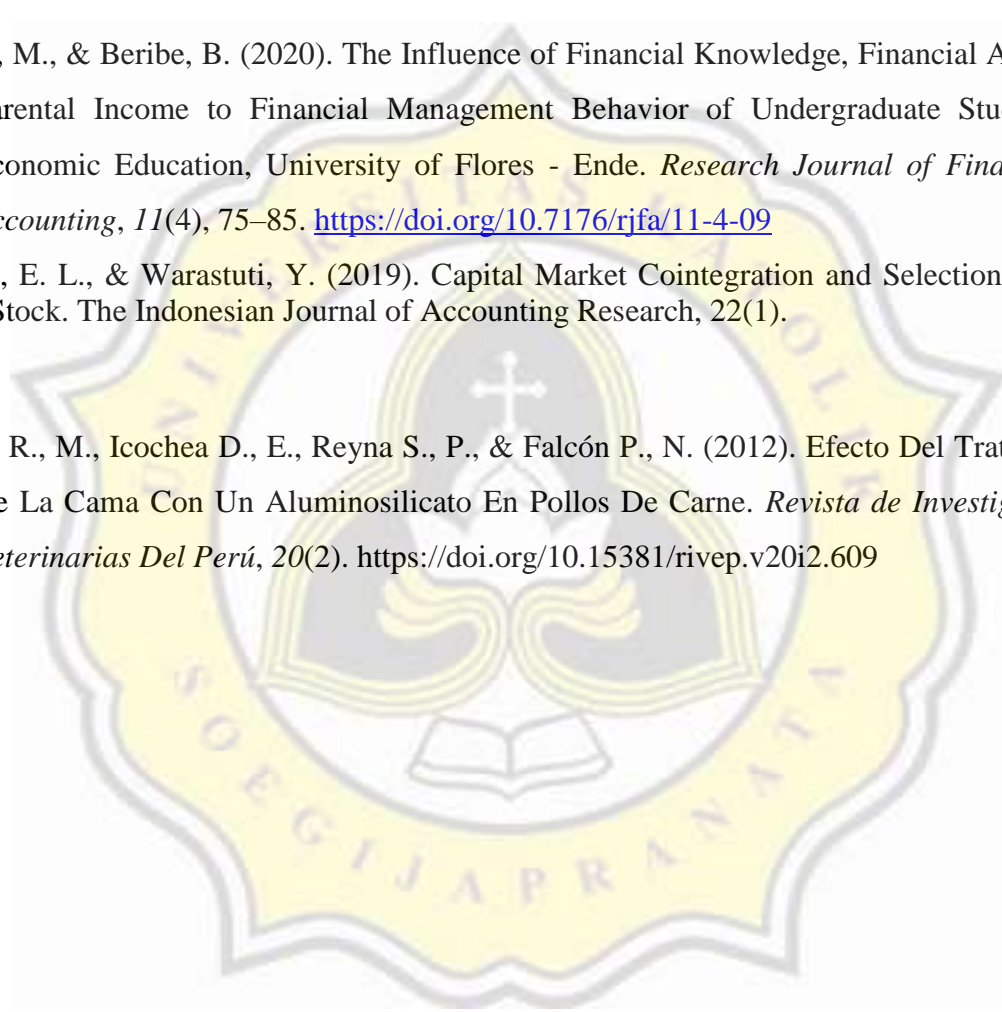 , M., & Beribe, B. (2020). The Influence of Financial Knowledge, Financial A
arental Income to Financial Management Behavior of Undergraduate Stu
conomic Education, University of Flores - Ende. Research Journal of Fina
ccounting, 11(4), 75–85. https://doi.org/10.7176/rjfa/11-4-09
, E. L., & Warastuti, Y. (2019). Capital Market Cointegration and Selection
Stock. The Indonesian Journal of Accounting Research, 22(1).
R., M., Icochea D., E., Reyna S., P., & Falcón P., N. (2012). Efecto Del Trat
e La Cama Con Un Aluminosilicato En Pollos De Carne. Revista de Investig
eterinarias Del Perú, 20(2). https://doi.org/10.15381/rivep.v20i2.609
UNIVERSITAS KATOLIK
SOEGIJAPRANATA